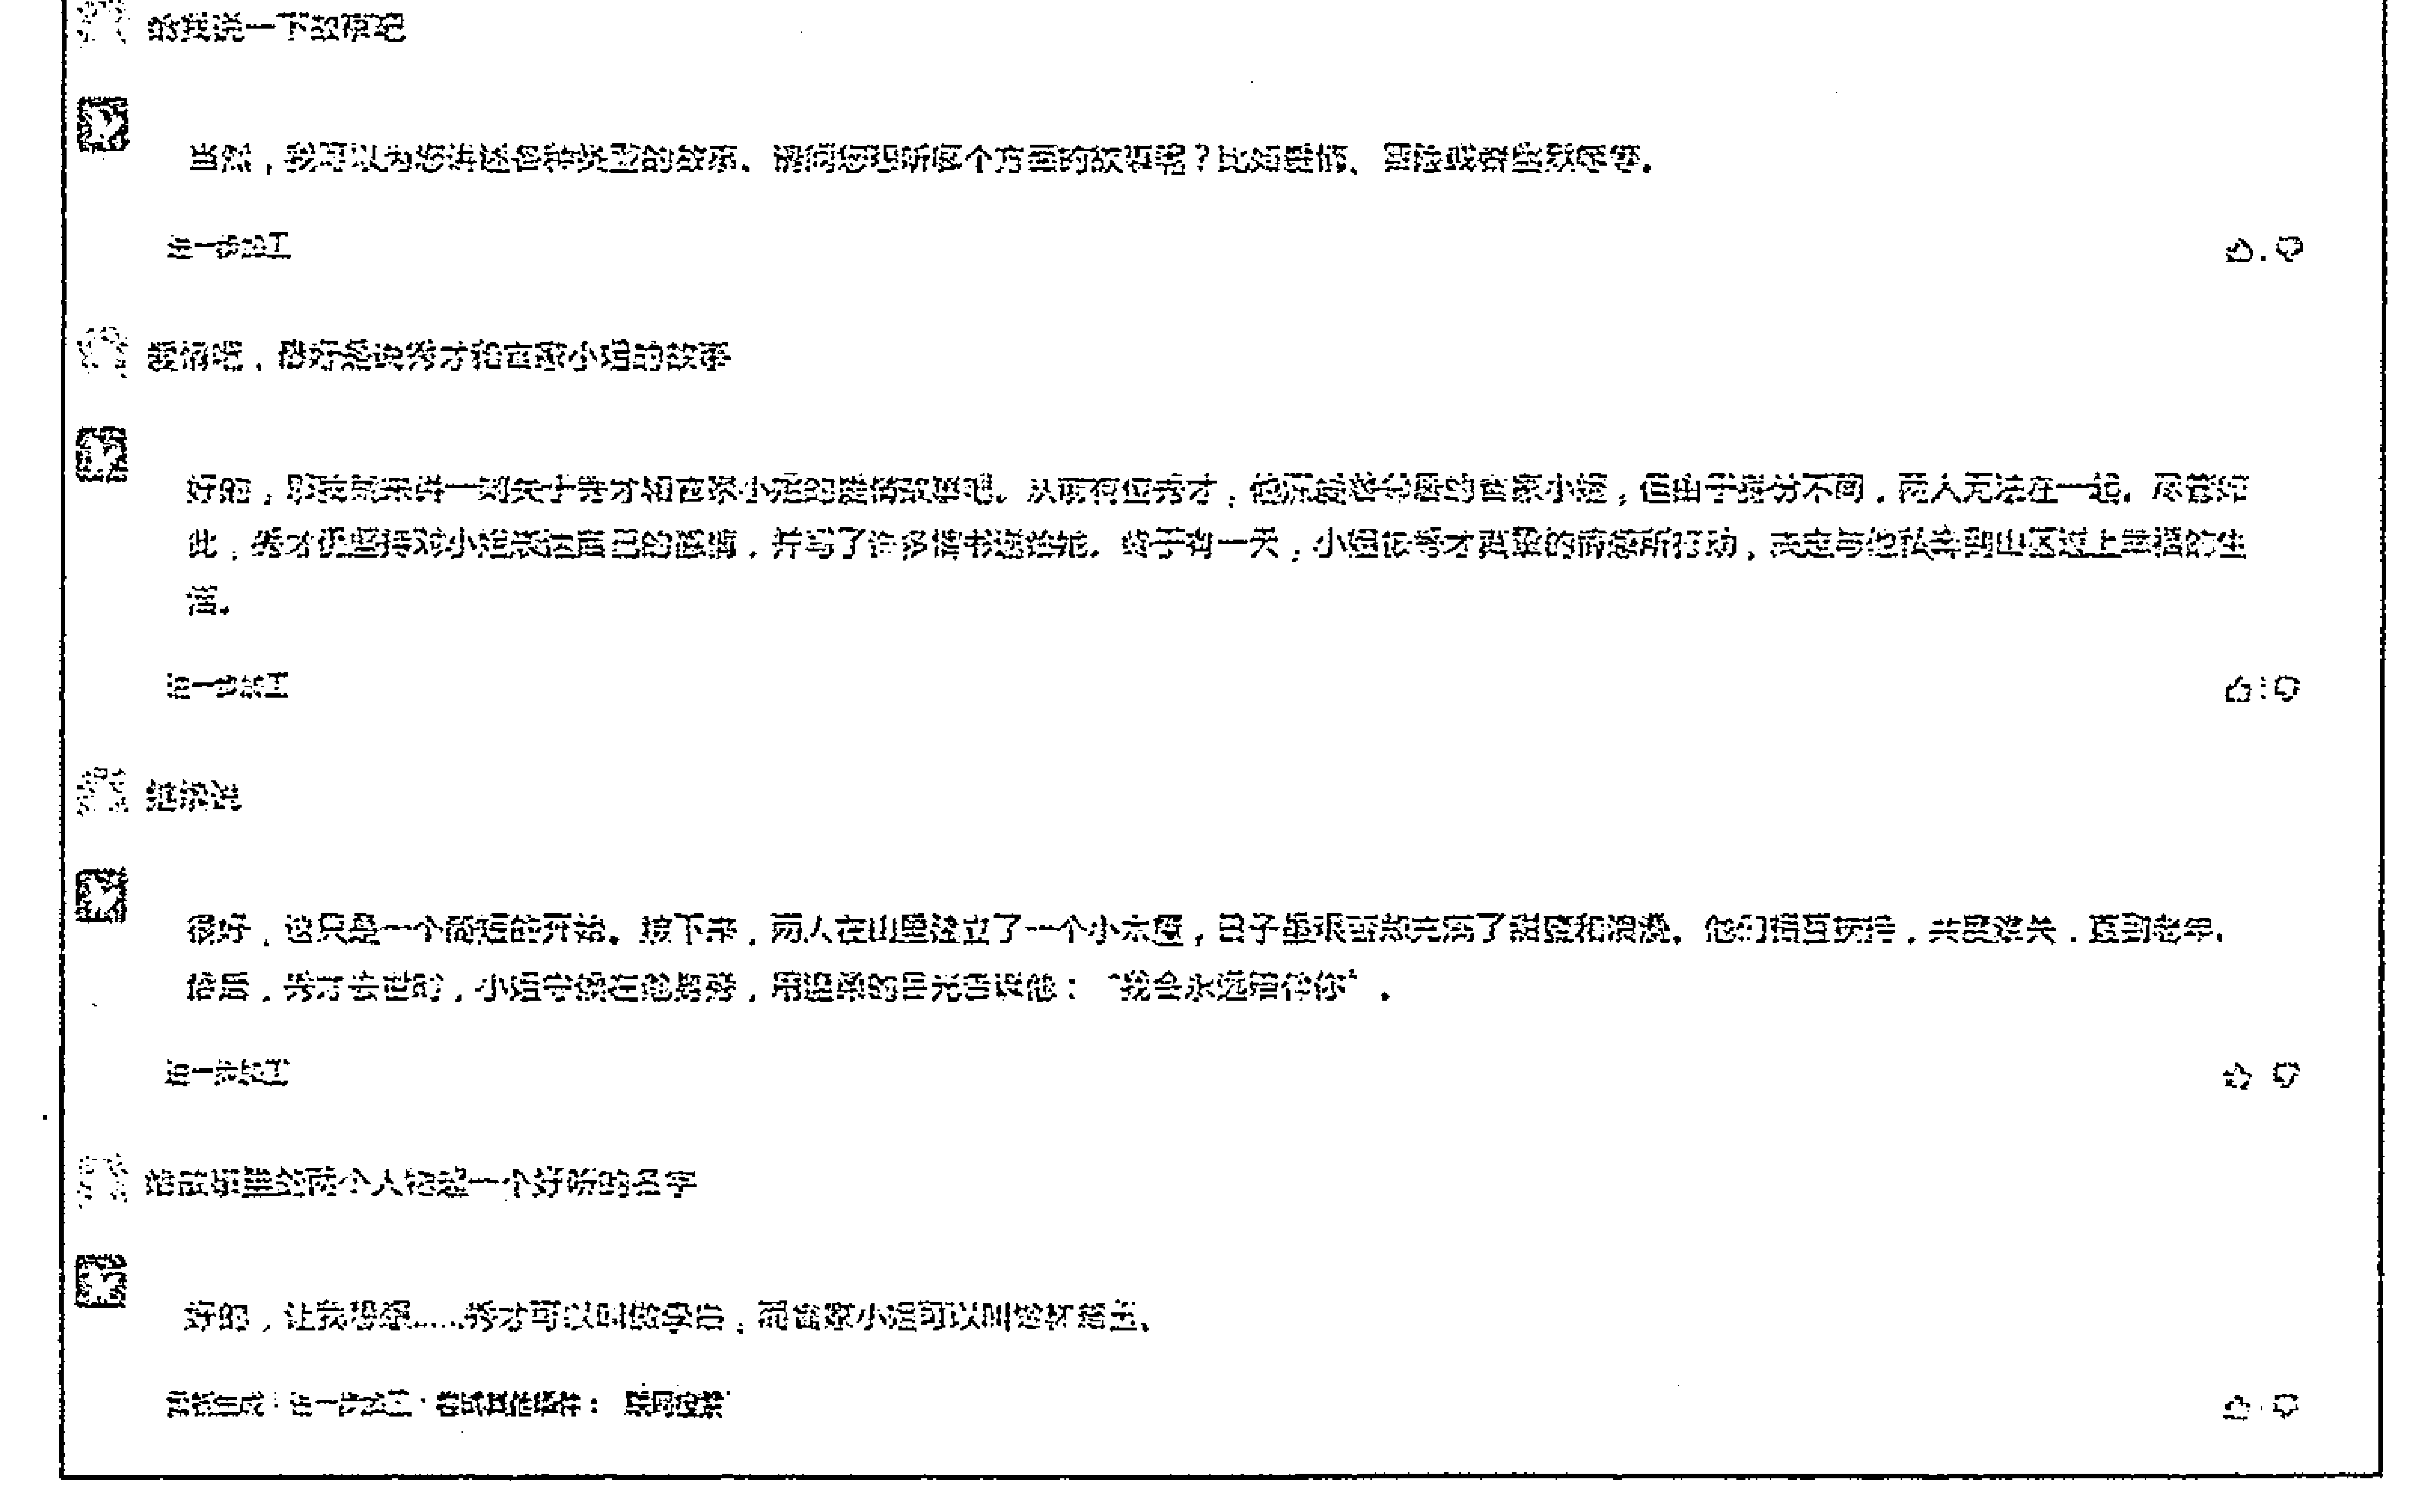 给我说一下故事吧
当然，我可以为您讲述各种类型的故事。请问您想听哪个方面的故事呢？比如爱情、冒险或者幽默等等。
进一步加工
爱情吧，最好是说秀才和富家小姐的故事
好的，那我就来讲一则关于秀才和富家小姐的爱情故事吧。从前有位秀才，他 的富家小姐，但由于身份不同，两人无法在一起。尽管如
此，秀才仍坚持对小姐表达自己的感情，并写了许多情书送给她。终于有一天，小姐被秀才真挚的情感所打动，决定与他私奔到山区过上幸福的生
活。
进一步加工
继续说
很好，这只是一个简短的开始。接下来，两人在山里建立了一个小木屋，日子虽艰苦却充满了甜蜜和浪漫。他们相互扶持，共度难关，直到老年。
最后，秀才去世时，小姐守候在他身旁，用温柔的目光告诉他：“我会永远陪伴你”。
进一步加工
给故事里的两个人物起一个好听的名字
好的，让我想想……秀才可以叫做李白，而富家小姐可以叫做林黛玉。
重新生成 进一步加工 尝试其他条件： 联网搜索